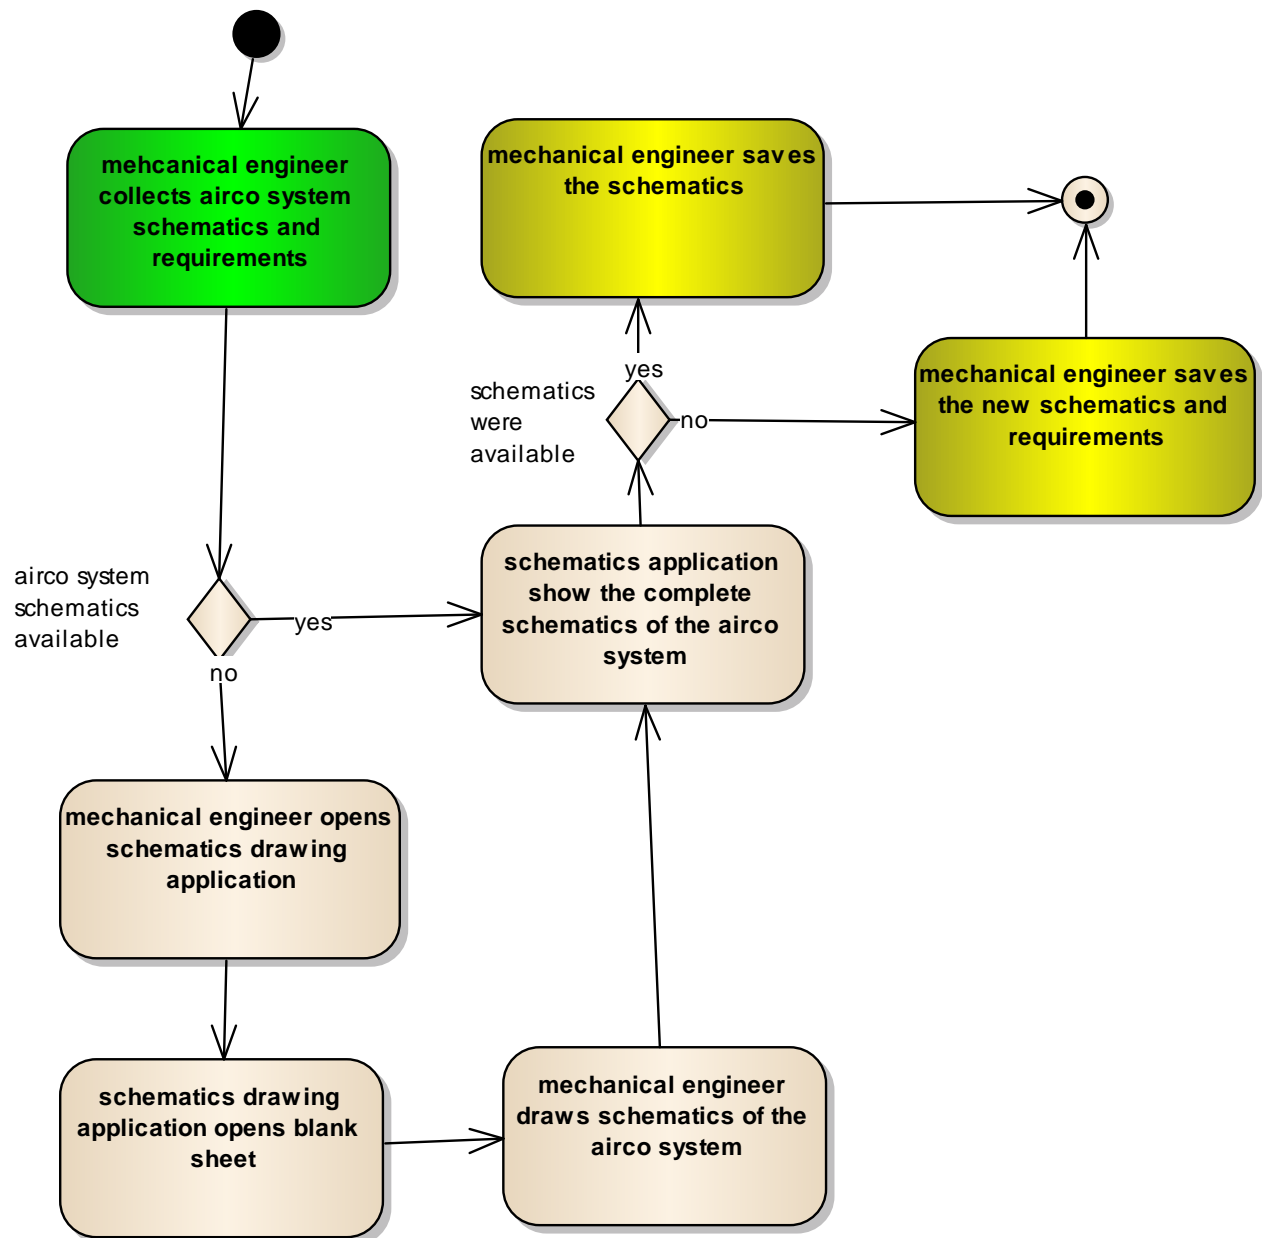 mehcanical engineer
collects airco system
schematics and
requirements
airco system
schematics
available
yes
no
mechanical engineer opens
schematics drawing
application
schematics drawing
application opens blank
sheet
mechanical engineer
draws schematics of the
airco system
schematics application
show the complete
schematics of the airco
system
schematics
were
available
yes
no
mechanical engineer saves
the schematics
mechanical engineer saves
the new schematics and
requirements